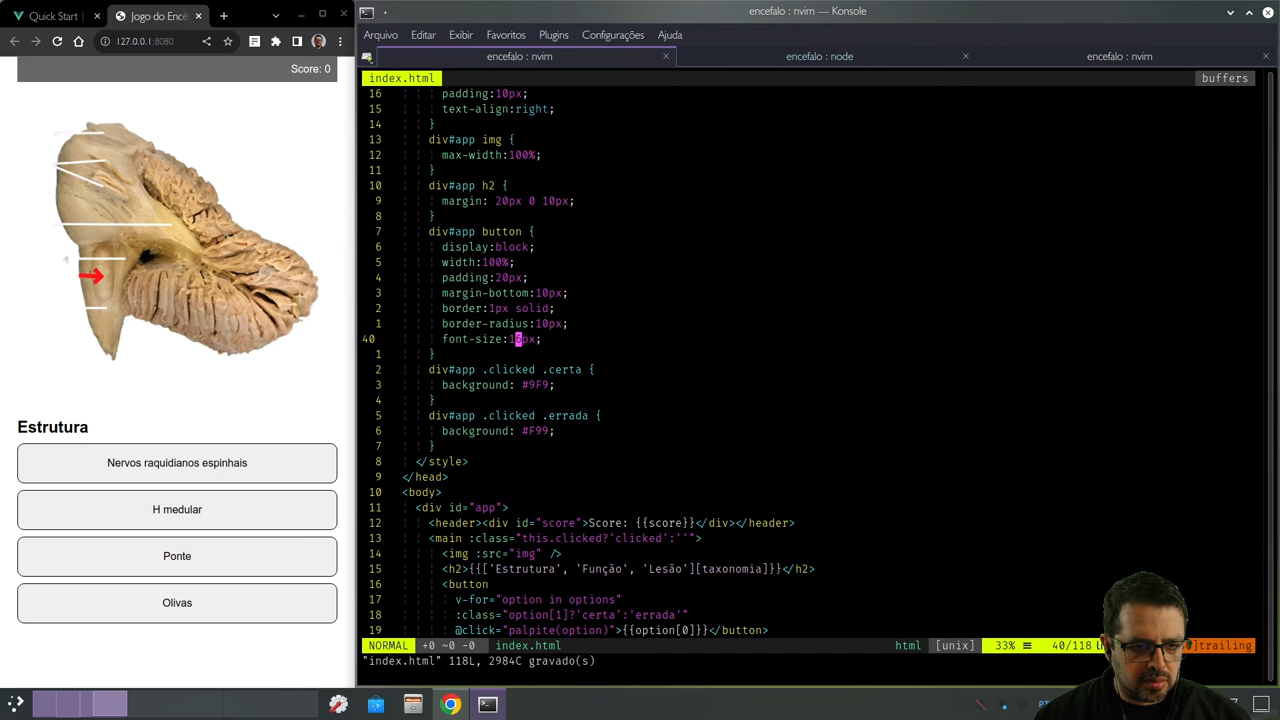 Quick Start |
Jogo do Encé
127.0.0.1:8080
Score: 0
Estrutura
Nervos raquidianos espinhais
H medular
Ponte
Olivas
encefalo : nvim — Konsole
Arquivo Editar Exibir Favoritos Plugins Configurações Ajuda
encefalo : nvim
encefalo : node
encefalo : nvim
index.html
buffers
16 padding:10px;
15 text-align:right;
14 }
13 div#app img {
12 max-width:100%;
11 }
10 div#app h2 {
9 margin: 20px 0 10px;
8 }
7 div#app button {
6 display:block;
5 width:100%;
4 padding:20px;
3 margin-bottom:10px;
2 border:1px solid;
1 border-radius:10px;
40 font-size:16px;
1 }
2 div#app .clicked .certa {
3 background: #9F9;
4 }
5 div#app .clicked .errada {
6 background: #F99;
7 }
8 </style>
9 </head>
10 <body>
11 <div id="app">
12 <header><div id="score">Score: {{score}}</div></header>
13 <main :class="this.clicked?'clicked':''">
14 <img :src="img" />
15 <h2>{{['Estrutura', 'Função', 'Lesão'][taxonomia]}}</h2>
16 <button
17 v-for="option in options"
18 :class="option[1]?'certa':'errada'"
19 @click="palpite(option)">{{option[0]}}</button>
NORMAL +0 ~0 -0 index.html html [unix] 33% 40/118 ]trailing
"index.html" 118L, 2984C gravado(s)